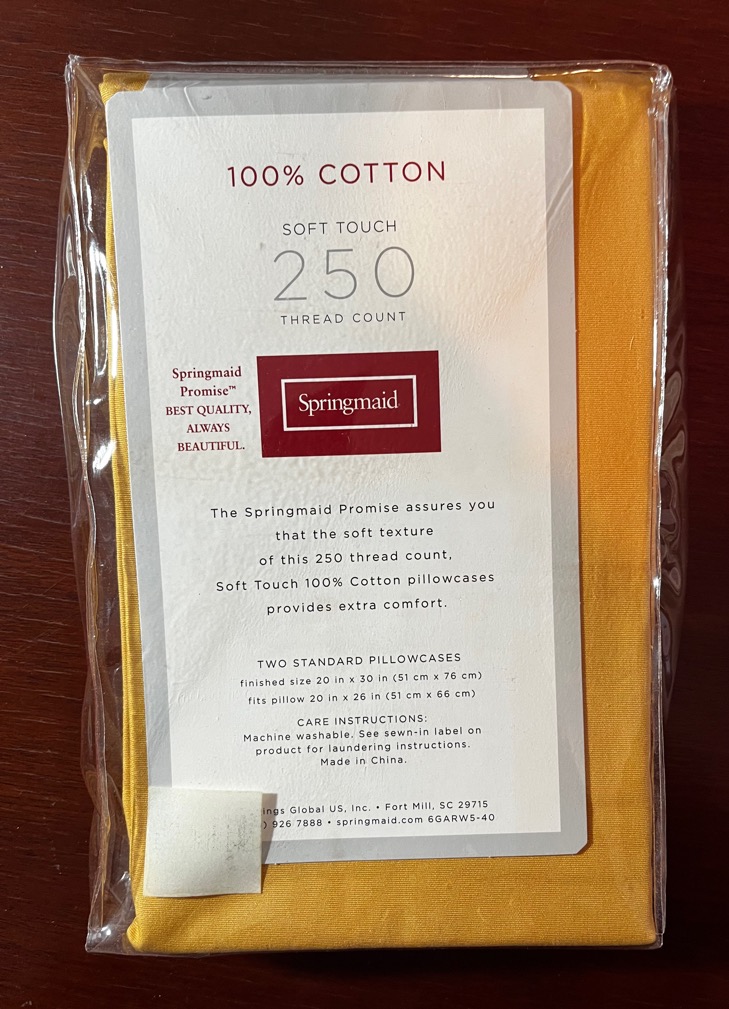 100% COTTON
SOFT TOUCH
250
THREAD COUNT
Springmaid
Promise™
BEST QUALITY,
ALWAYS
BEAUTIFUL.
Springmaid
The Springmaid Promise assures you
that the soft texture
of this 250 thread count,
Soft Touch 100% Cotton pillowcases
provides extra comfort.
TWO STANDARD PILLOWCASES
finished size 20 in x 30 in (51 cm x 76 cm)
fits pillow 20 in x 26 in (51 cm x 66 cm)
CARE INSTRUCTIONS:
Machine washable. See sewn-in label on
product for laundering instructions.
Made in China.
ings Global US, Inc. • Fort Mill, SC 29715
) 926 7888 • springmaid.com 6GARW5-40